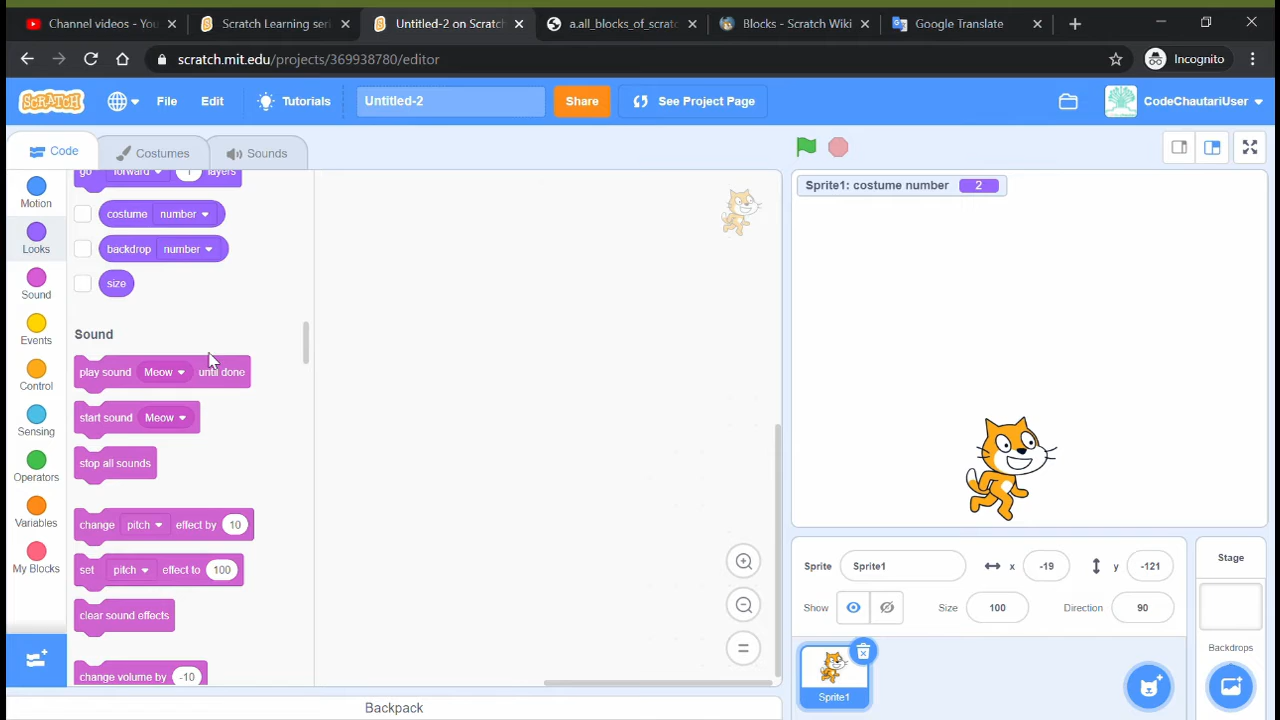 Channel videos - You
Scratch Learning seri
Untitled-2 on Scratch
a.all_blocks_of_scratc
Blocks - Scratch Wiki
Google Translate
scratch.mit.edu/projects/369938780/editor
Incognito
SCRATCH
File
Edit
Tutorials
Untitled-2
Share
See Project Page
CodeChautariUser
Code
Costumes
Sounds
Motion
Looks
Sound
Events
Control
Sensing
Operators
Variables
My Blocks
go forward 1 layers
costume number
backdrop number
size
Sound
play sound Meow until done
start sound Meow
stop all sounds
change pitch effect by 10
set pitch effect to 100
clear sound effects
change volume by -10
Backpack
Sprite1: costume number 2
Sprite Sprite1 x -19 y -121
Show Size 100 Direction 90
Sprite1
Stage
Backdrops